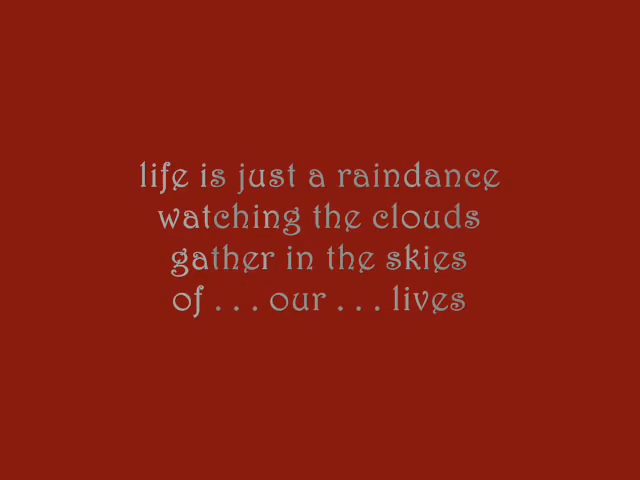 life is just a raindance
watching the clouds
gather in the skies
of . . . our . . . lives